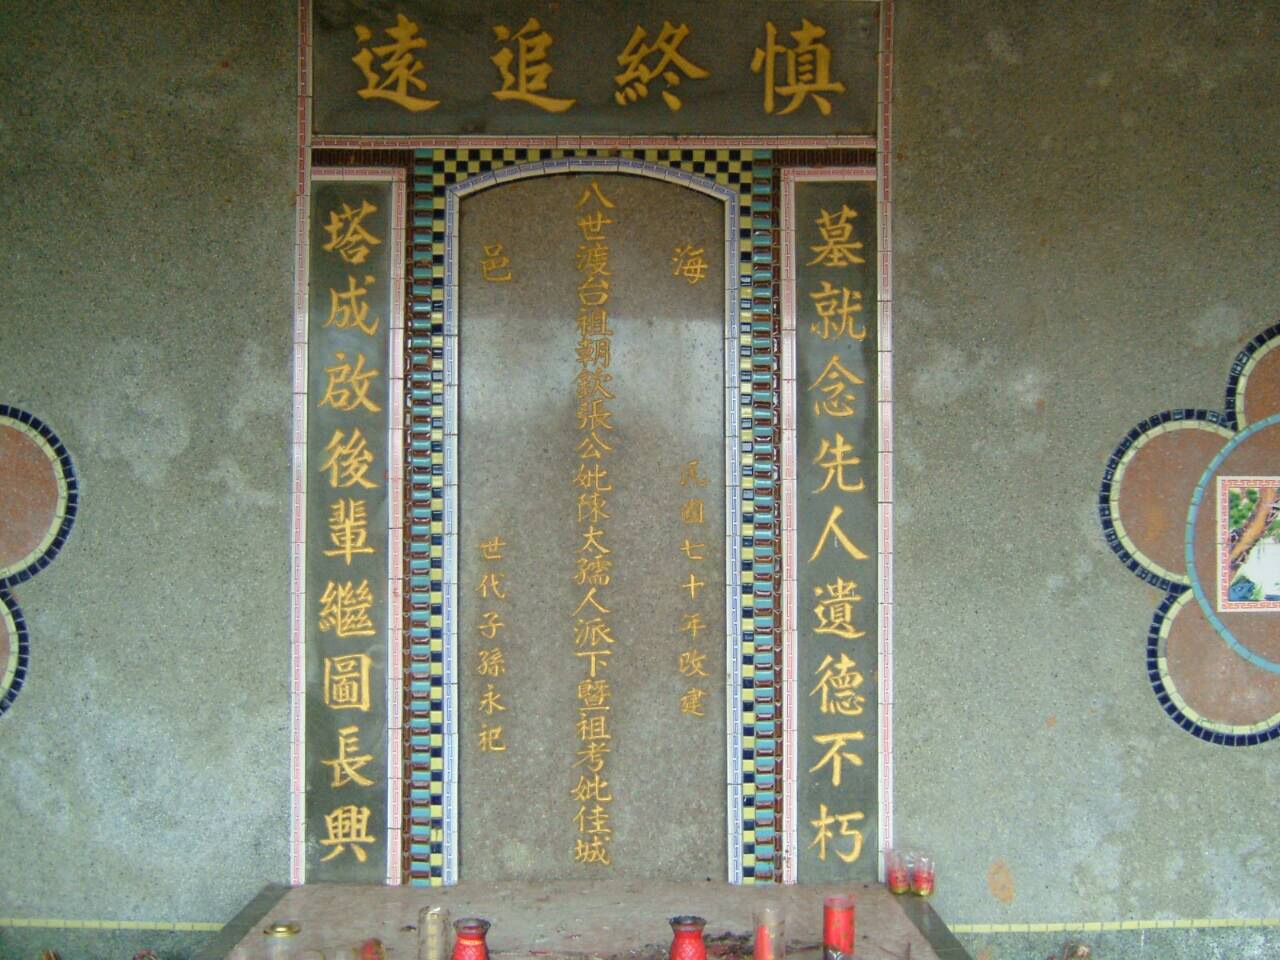 慎終追遠
墓就念先人遺德不朽
海邑
民國七十年改建
八世渡台祖朝欽張公妣陳太孺人派下暨祖考妣佳城
世代子孫永祀
塔成啟後輩繼圖長興